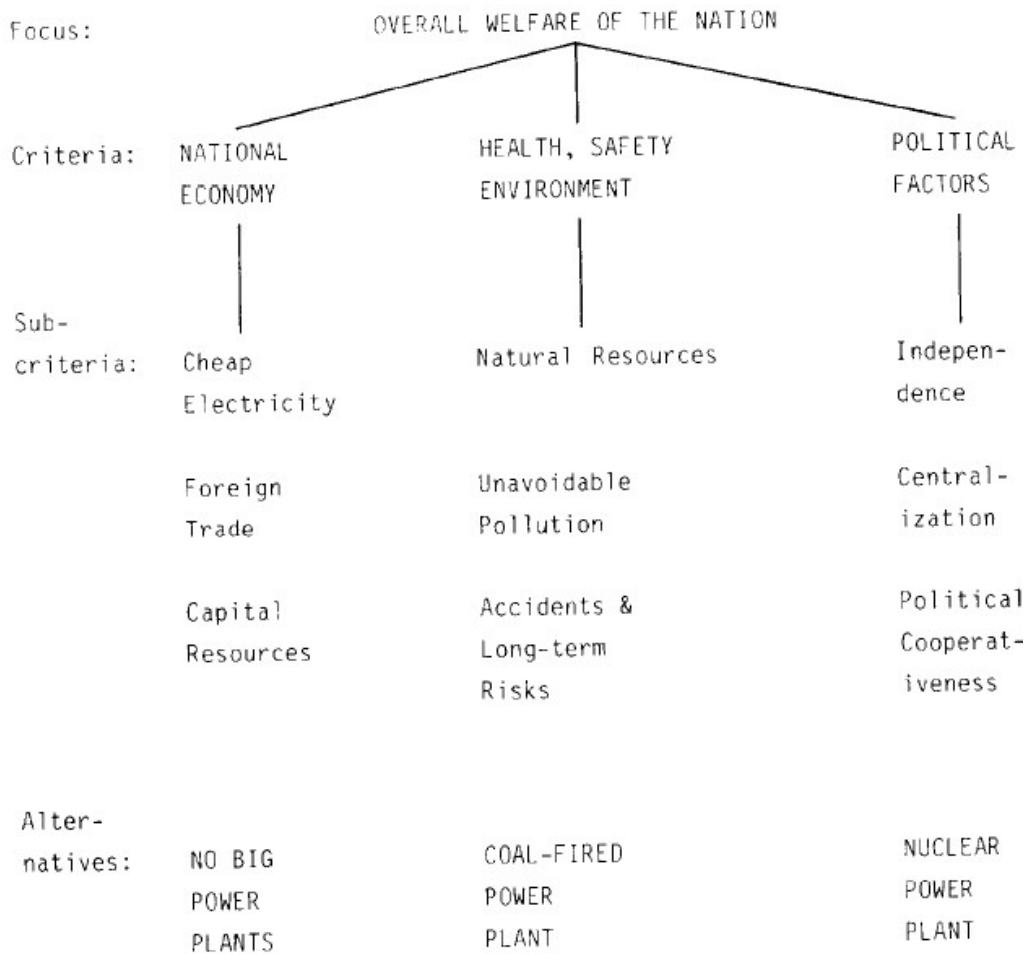 Focus: OVERALL WELFARE OF THE NATION
Criteria: NATIONAL HEALTH, SAFETY POLITICAL
ECONOMY ENVIRONMENT FACTORS
Sub-
criteria: Cheap Natural Resources Indepen-
Electricity dence
Foreign Unavoidable Central-
Trade Pollution ization
Capital Accidents & Political
Resources Long-term Cooperat-
Risks iveness
Alter-
natives: NO BIG COAL-FIRED NUCLEAR
POWER POWER POWER
PLANTS PLANT PLANT